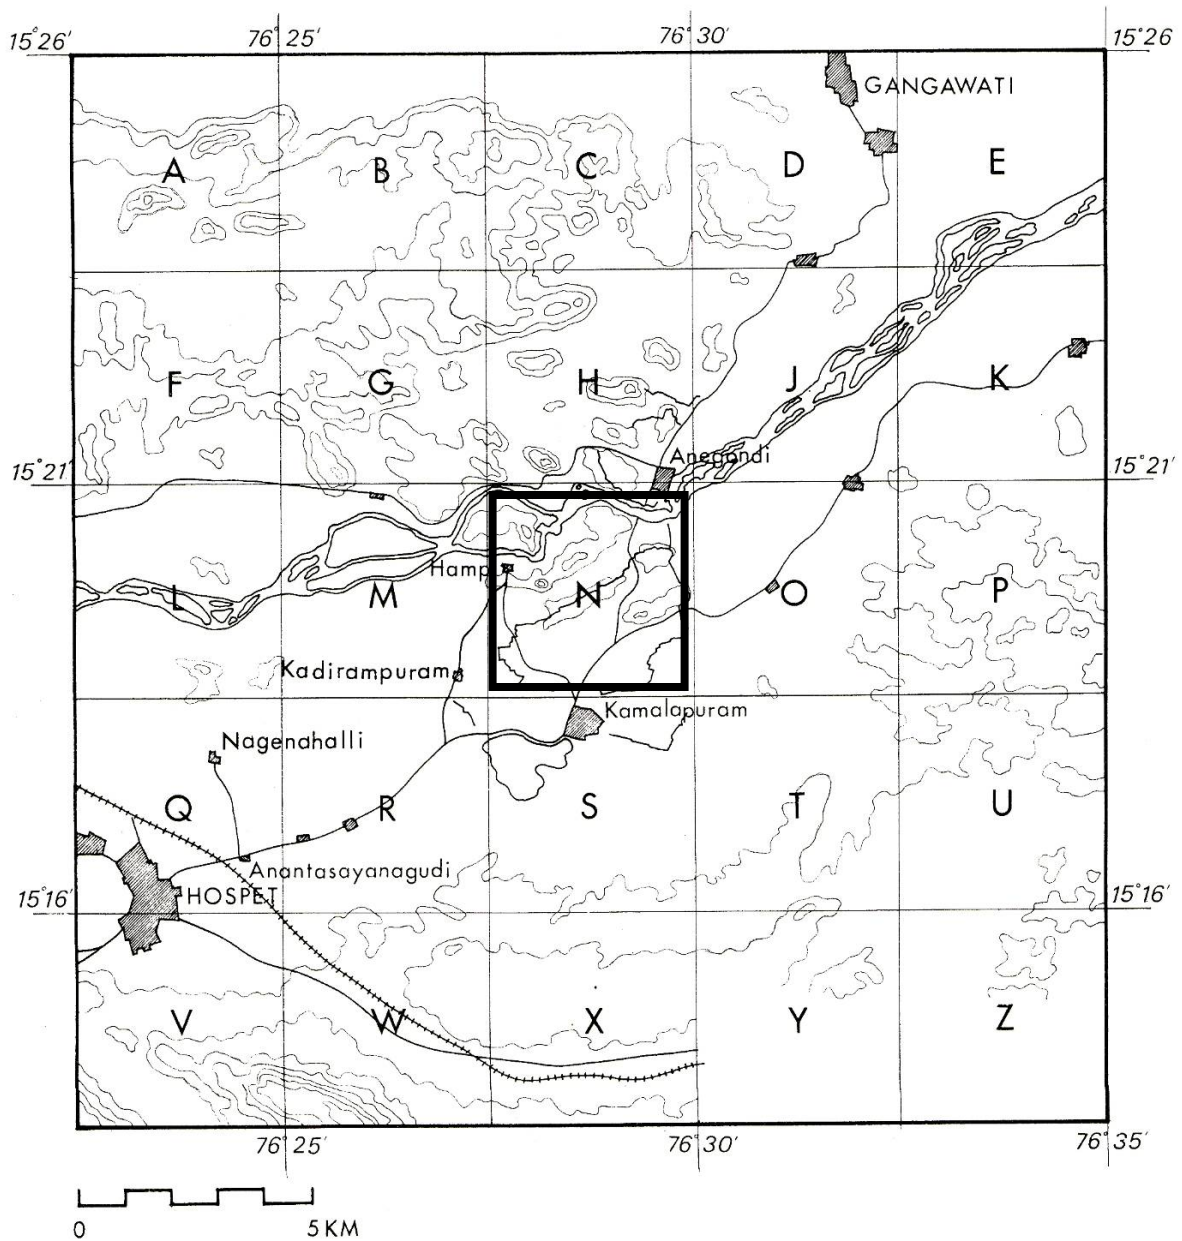 76°25' 76°30'
15°26' 15°26
GANGAWATI
A B C D E
F G H J K
Anegondi
15°21' 15°21'
Hampi
L M N O P
Kadirampuram
Kamalapuram
Nagenahalli
Q R S T U
Anantasayanagudi
HOSPET
15°16' 15°16'
V W X Y Z
76°25' 76°30' 76°35'
0 5 KM